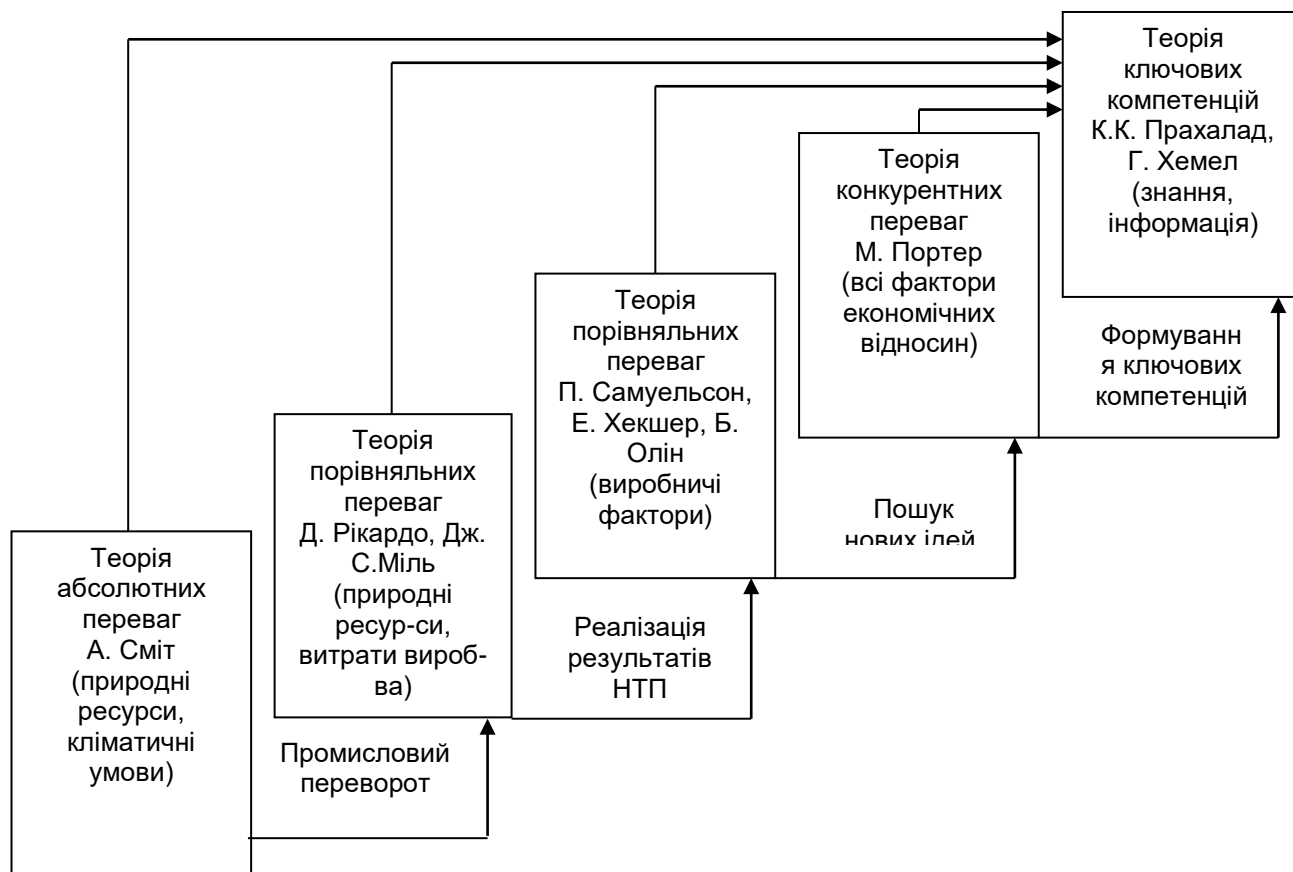 Теорія
абсолютних
переваг
А. Сміт
(природні
ресурси,
кліматичні
умови)
Промисловий
переворот
Теорія
порівняльних
переваг
Д. Рікардо, Дж.
С.Міль
(природні
ресур-си,
витрати вироб-
ва)
Реалізація
результатів
НТП
Теорія
порівняльних
переваг
П. Самуельсон,
Е. Хекшер, Б.
Олін
(виробничі
фактори)
Пошук
нових ідей
Теорія
конкурентних
переваг
М. Портер
(всі фактори
економічних
відносин)
Формуванн
я ключових
компетенцій
Теорія
ключових
компетенцій
К.К. Прахалад,
Г. Хемел
(знання,
інформація)